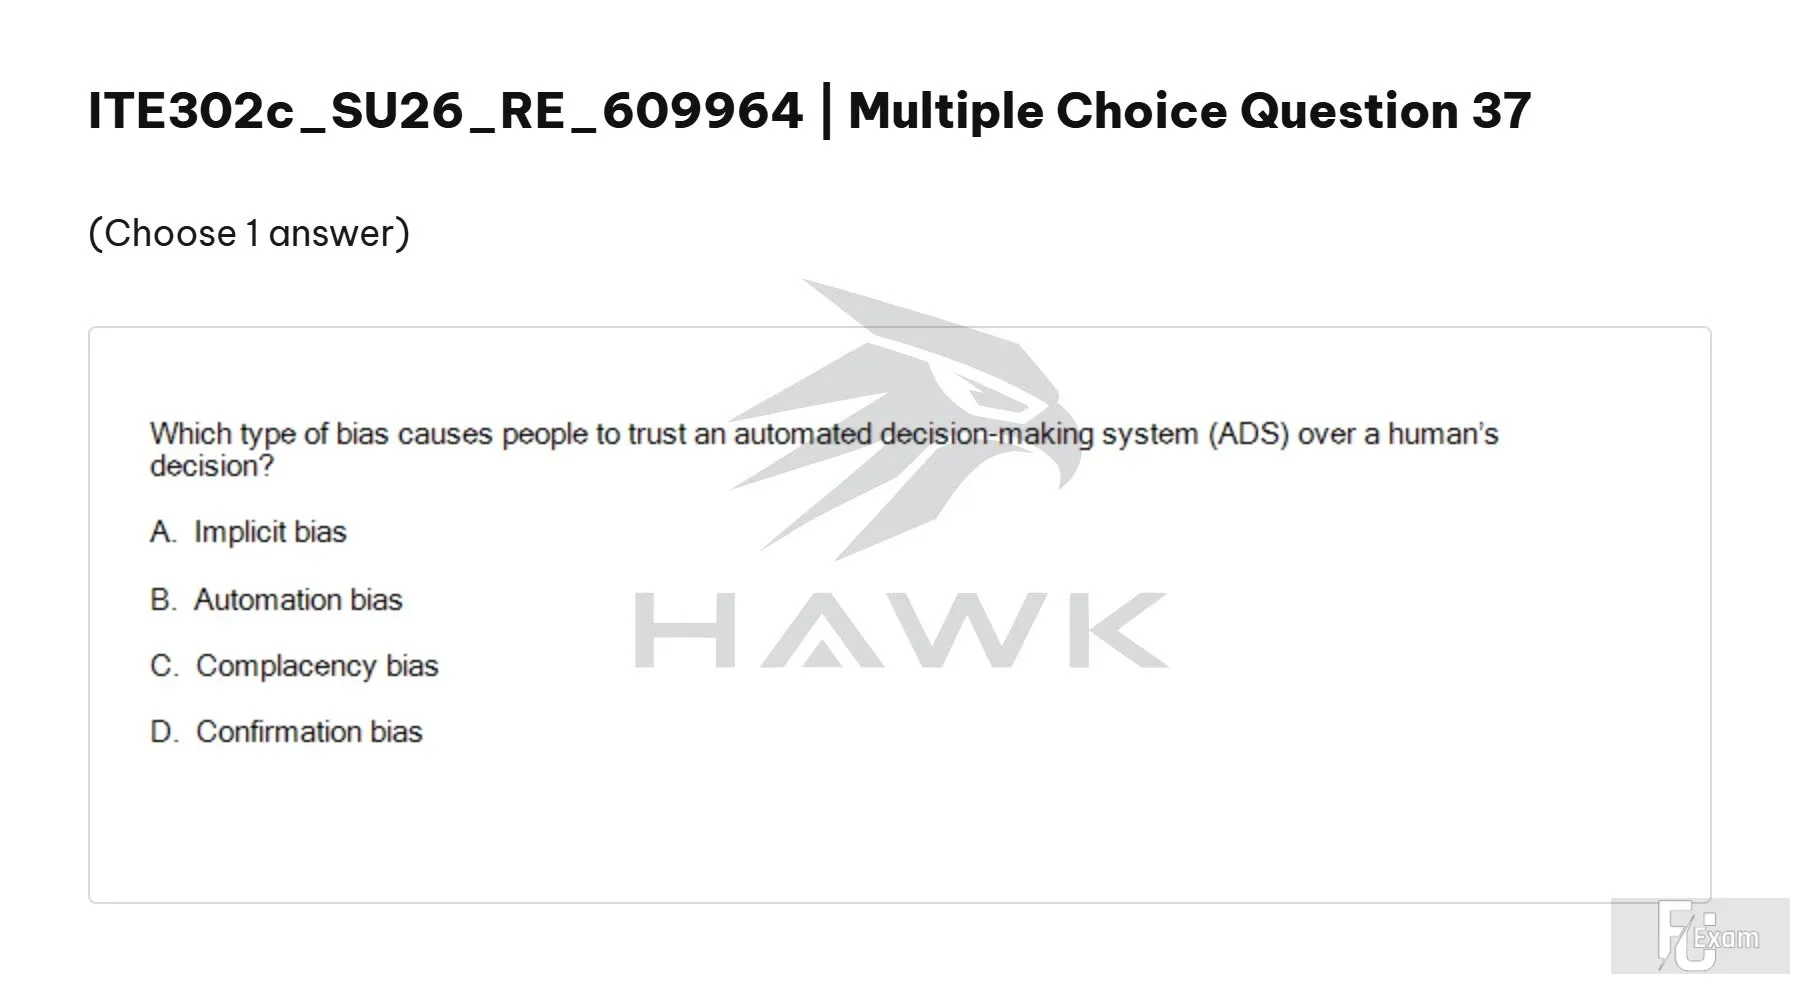 ITE302c_SU26_RE_609964 | Multiple Choice Question 37
(Choose 1 answer)
Which type of bias causes people to trust an automated decision-making system (ADS) over a human's
decision?
A. Implicit bias
B. Automation bias
C. Complacency bias
D. Confirmation bias
HAWK
FU Exam